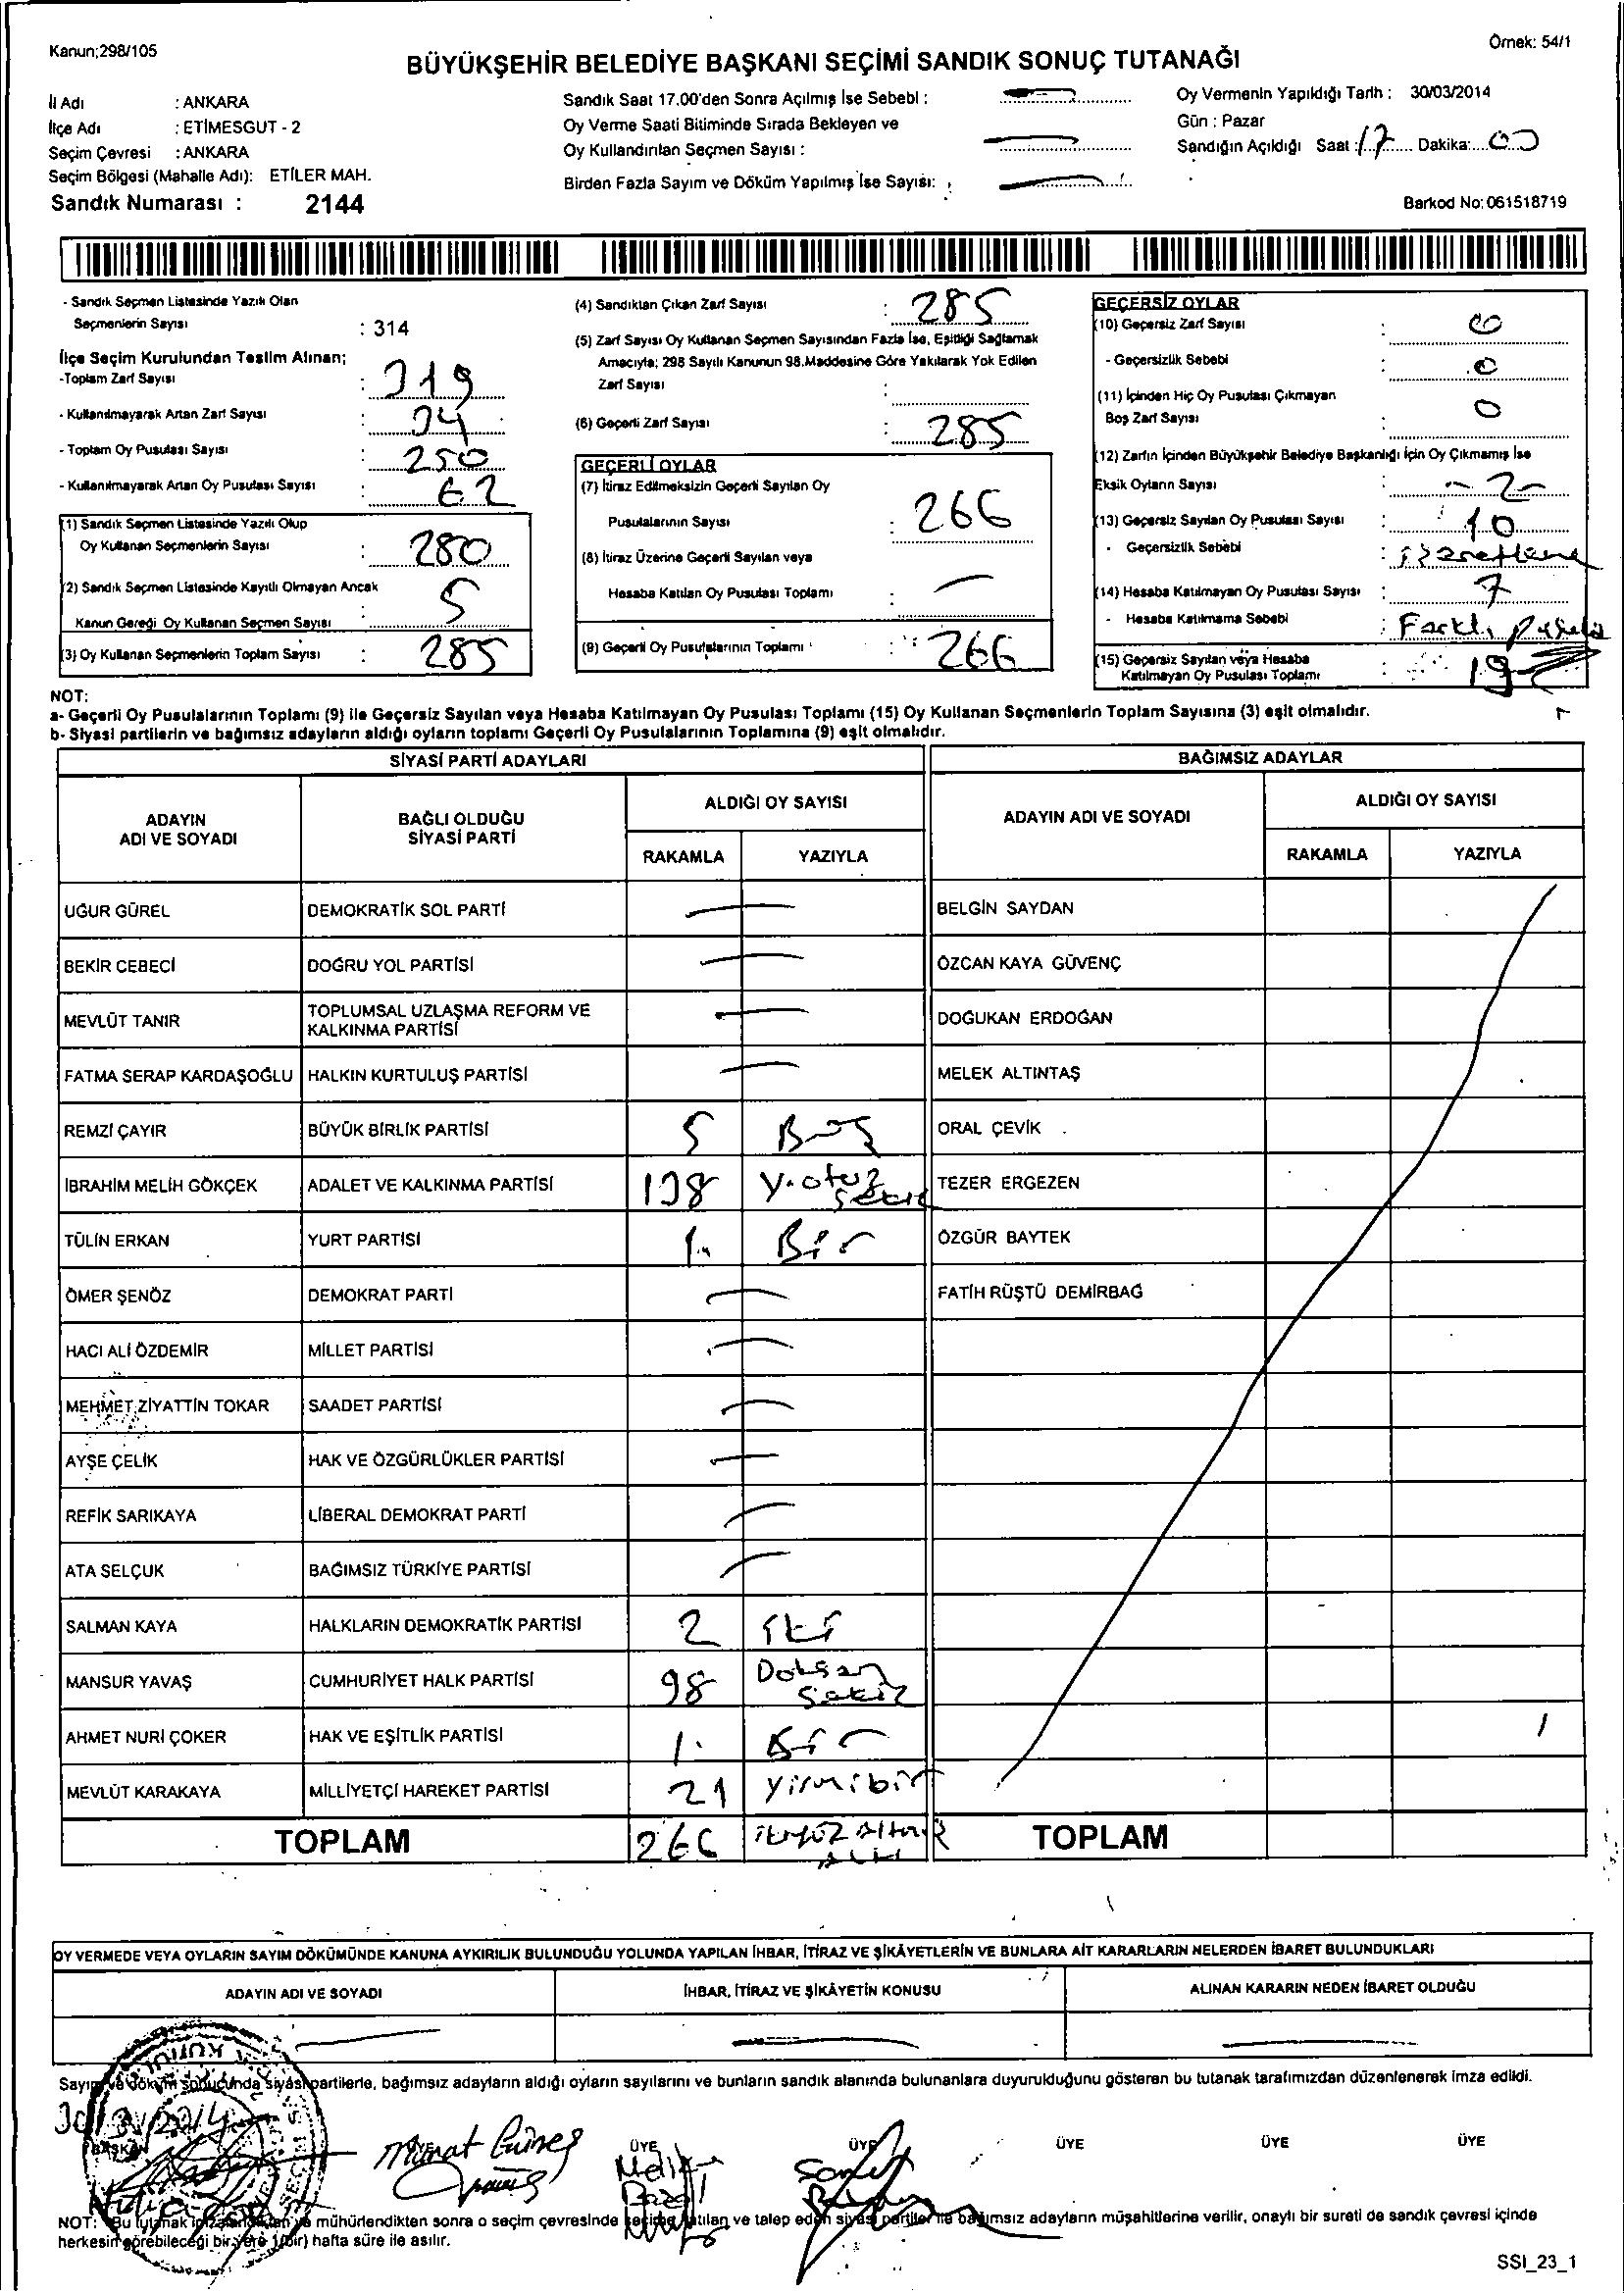 Kanun;298/105
Örnek: 54/1
BÜYÜKŞEHİR BELEDİYE BAŞKANI SEÇİMİ SANDIK SONUÇ TUTANAĞI
İl Adı : ANKARA
İlçe Adı : ETİMESGUT - 2
Seçim Çevresi : ANKARA
Seçim Bölgesi (Mahalle Adı): ETİLER MAH.
Sandık Numarası : 2144
Sandık Saat 17.00'den Sonra Açılmış İse Sebebi :
Oy Verme Saati Bitiminde Sırada Bekleyen ve
Oy Kullandırılan Seçmen Sayısı :
Birden Fazla Sayım ve Döküm Yapılmış İse Sayısı:
Oy Vermenin Yapıldığı Tarih : 30/03/2014
Gün : Pazar
Sandığın Açıldığı Saat : 17 Dakika: 00
Barkod No: 061518719
- Sandık Seçmen Listesinde Yazılı Olan
Seçmenlerin Sayısı : 314
İlçe Seçim Kurulundan Teslim Alınan;
-Toplam Zarf Sayısı : 319
- Kullanılmayarak Artan Zarf Sayısı : 34
- Toplam Oy Pusulası Sayısı : 250
- Kullanılmayarak Artan Oy Pusulası Sayısı : 62
(1) Sandık Seçmen Listesinde Yazılı Olup
Oy Kullanan Seçmenlerin Sayısı : 280
(2) Sandık Seçmen Listesinde Kayıtlı Olmayan Ancak
Kanun Gereği Oy Kullanan Seçmen Sayısı : 5
(3) Oy Kullanan Seçmenlerin Toplam Sayısı : 285
(4) Sandıktan Çıkan Zarf Sayısı : 285
(5) Zarf Sayısı Oy Kullanan Seçmen Sayısından Fazla İse, Eşitliği Sağlamak
Amacıyla; 298 Sayılı Kanunun 98.Maddesine Göre Yakılarak Yok Edilen
Zarf Sayısı :
(6) Geçerli Zarf Sayısı : 285
GEÇERLİ OYLAR
(7) İtiraz Edilmeksizin Geçerli Sayılan Oy
Pusulalarının Sayısı : 266
(8) İtiraz Üzerine Geçerli Sayılan veya
Hesaba Katılan Oy Pusulası Toplamı : —
(9) Geçerli Oy Pusulalarının Toplamı : 266
GEÇERSİZ OYLAR
(10) Geçersiz Zarf Sayısı : 0
- Geçersizlik Sebebi : 0
(11) İçinden Hiç Oy Pusulası Çıkmayan
Boş Zarf Sayısı : 0
(12) Zarfın İçinden Büyükşehir Belediye Başkanlığı İçin Oy Çıkmamış İse
Eksik Oyların Sayısı : - 2 -
(13) Geçersiz Sayılan Oy Pusulası Sayısı : 10
- Geçersizlik Sebebi :
(14) Hesaba Katılmayan Oy Pusulası Sayısı : 7
- Hesaba Katılmama Sebebi : Farklı pusula
(15) Geçersiz Sayılan veya Hesaba
Katılmayan Oy Pusulası Toplamı : 19
NOT:
a- Geçerli Oy Pusulalarının Toplamı (9) ile Geçersiz Sayılan veya Hesaba Katılmayan Oy Pusulası Toplamı (15) Oy Kullanan Seçmenlerin Toplam Sayısına (3) eşit olmalıdır.
b- Siyasi partilerin ve bağımsız adayların aldığı oyların toplamı Geçerli Oy Pusulalarının Toplamına (9) eşit olmalıdır.
SİYASİ PARTİ ADAYLARI
ADAYIN ADI VE SOYADI
BAĞLI OLDUĞU SİYASİ PARTİ
ALDIĞI OY SAYISI
RAKAMLA YAZIYLA
UĞUR GÜREL DEMOKRATİK SOL PARTİ —
BEKİR CEBECİ DOĞRU YOL PARTİSİ —
MEVLÜT TANIR TOPLUMSAL UZLAŞMA REFORM VE KALKINMA PARTİSİ —
FATMA SERAP KARDAŞOĞLU HALKIN KURTULUŞ PARTİSİ —
REMZİ ÇAYIR BÜYÜK BİRLİK PARTİSİ 5 Beş
İBRAHİM MELİH GÖKÇEK ADALET VE KALKINMA PARTİSİ 138 Y.otuz sekiz
TÜLİN ERKAN YURT PARTİSİ 1 Bir
ÖMER ŞENÖZ DEMOKRAT PARTİ —
HACI ALİ ÖZDEMİR MİLLET PARTİSİ —
MEHMET ZİYATTİN TOKAR SAADET PARTİSİ —
AYŞE ÇELİK HAK VE ÖZGÜRLÜKLER PARTİSİ —
REFİK SARIKAYA LİBERAL DEMOKRAT PARTİ —
ATA SELÇUK BAĞIMSIZ TÜRKİYE PARTİSİ —
SALMAN KAYA HALKLARIN DEMOKRATİK PARTİSİ 2 iki
MANSUR YAVAŞ CUMHURİYET HALK PARTİSİ 98 Doksan sekiz
AHMET NURİ ÇOKER HAK VE EŞİTLİK PARTİSİ 1 Bir
MEVLÜT KARAKAYA MİLLİYETÇİ HAREKET PARTİSİ 21 yirmibir
TOPLAM 266 ikiyüz altmış altı
BAĞIMSIZ ADAYLAR
ADAYIN ADI VE SOYADI
ALDIĞI OY SAYISI
RAKAMLA YAZIYLA
BELGİN SAYDAN
ÖZCAN KAYA GÜVENÇ
DOĞUKAN ERDOĞAN
MELEK ALTINTAŞ
ORAL ÇEVİK
TEZER ERGEZEN
ÖZGÜR BAYTEK
FATİH RÜŞTÜ DEMİRBAĞ
TOPLAM
OY VERMEDE VEYA OYLARIN SAYIM DÖKÜMÜNDE KANUNA AYKIRILIK BULUNDUĞU YOLUNDA YAPILAN İHBAR, İTİRAZ VE ŞİKÂYETLERİN VE BUNLARA AİT KARARLARIN NELERDEN İBARET BULUNDUKLARI
ADAYIN ADI VE SOYADI
İHBAR, İTİRAZ VE ŞİKÂYETİN KONUSU
ALINAN KARARIN NEDEN İBARET OLDUĞU
Sayım ve döküm sonucunda siyasi partilerle, bağımsız adayların aldığı oyların sayılarını ve bunların sandık alanında bulunanlara duyurulduğunu gösteren bu tutanak tarafımızdan düzenlenerek imza edildi.
30/3/2014
BAŞKAN
Murat Güneş
ÜYE ÜYE ÜYE ÜYE ÜYE
NOT: Bu tutanak imzalandıktan ve mühürlendikten sonra o seçim çevresinde seçime katılan ve talep eden siyasi partiler ile bağımsız adayların müşahitlerine verilir, onaylı bir sureti de sandık çevresi içinde
herkesin görebileceği bir yere 1(bir) hafta süre ile asılır.
SSI_23_1